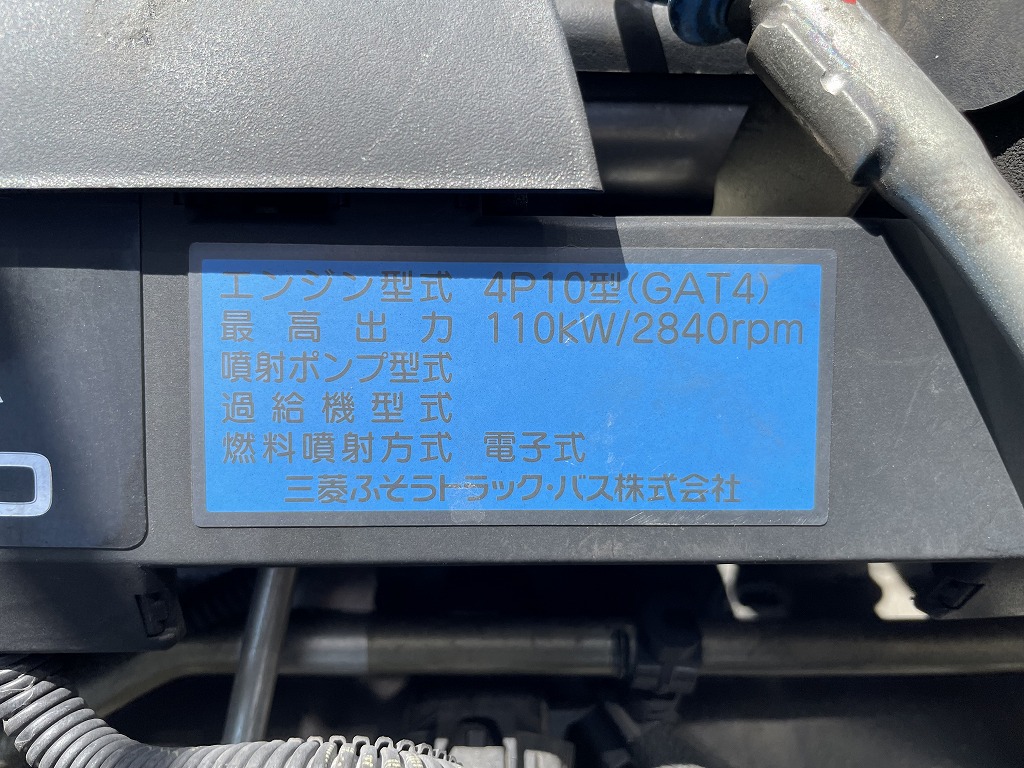 エンジン型式 4P10型(GAT4)
最高出力 110kW/2840rpm
噴射ポンプ型式
過給機型式
燃料噴射方式 電子式
三菱ふそうトラック・バス株式会社